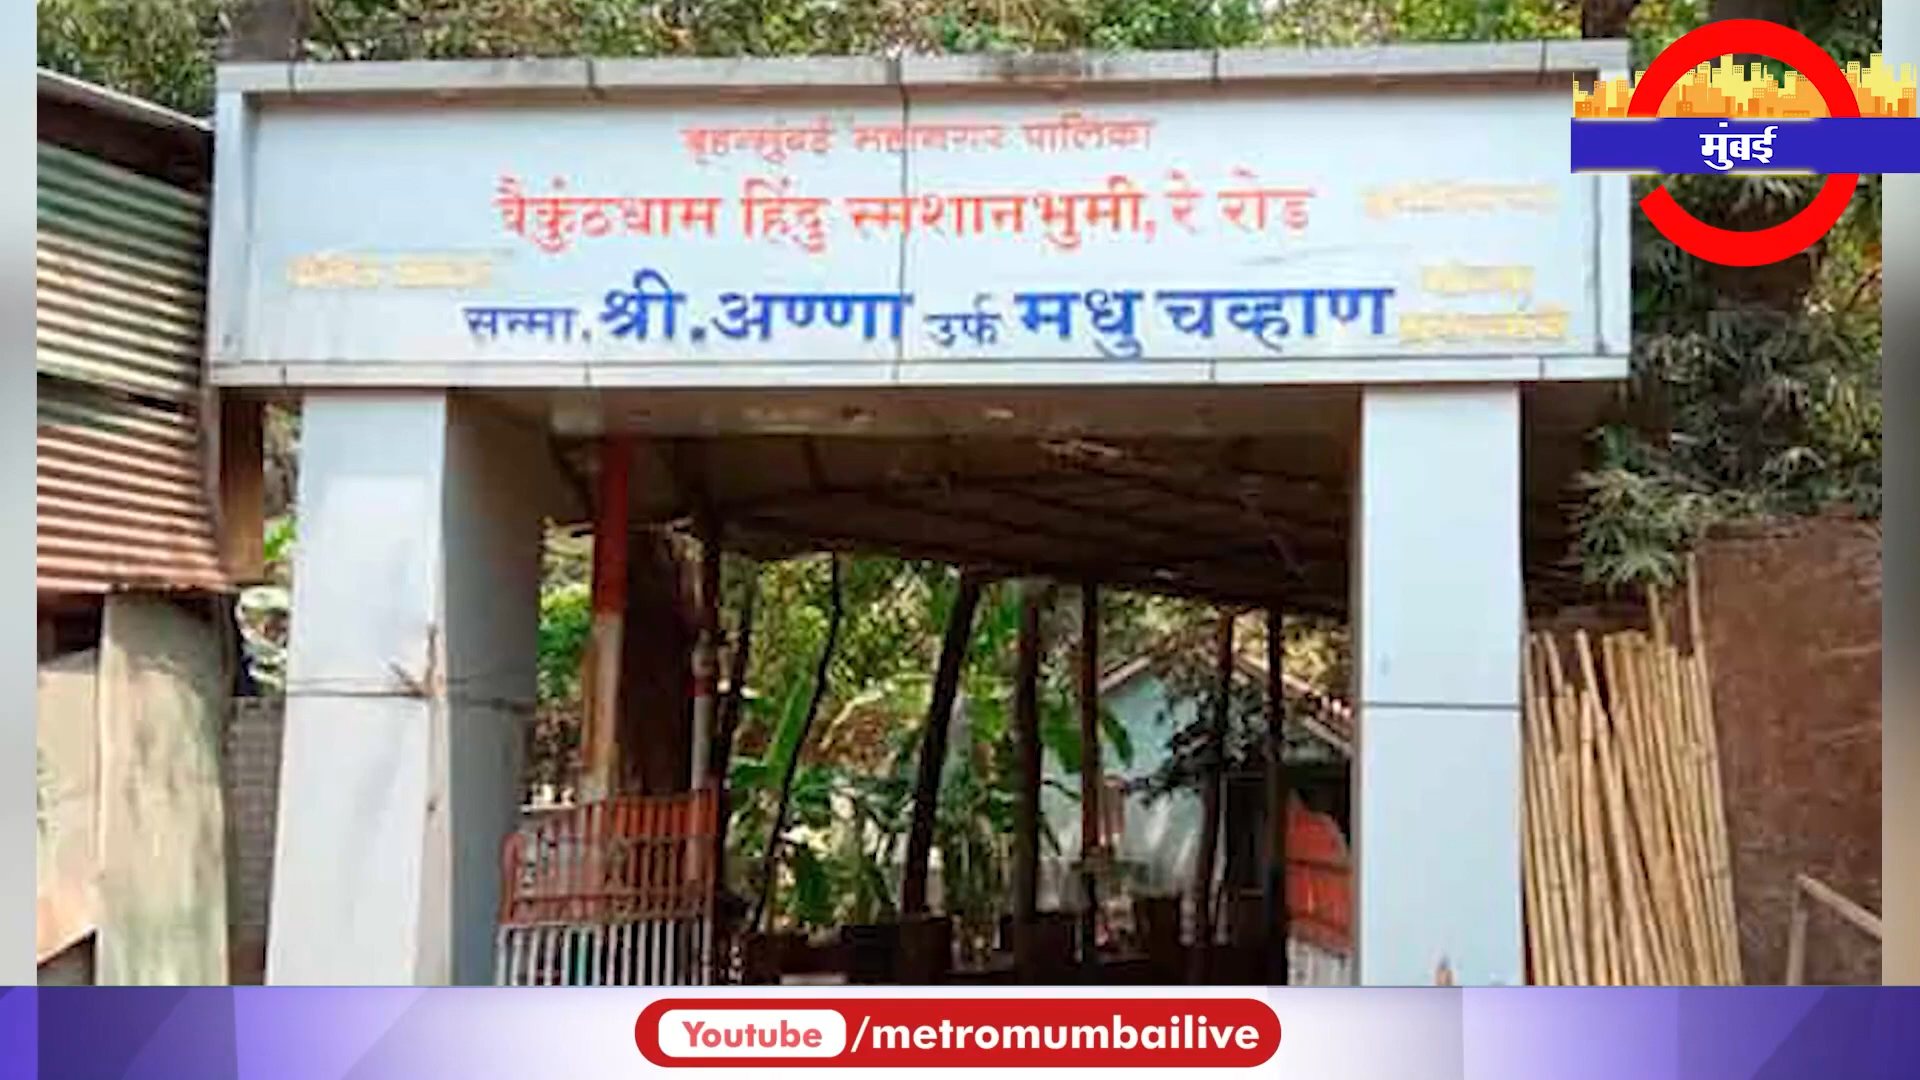 बृहन्मुंबई महानगर पालिका
वैकुंठधाम हिंदु स्मशानभुमी, रे रोड
सन्मा. श्री. अण्णा उर्फ मधु चव्हाण
मुंबई
Youtube /metromumbailive